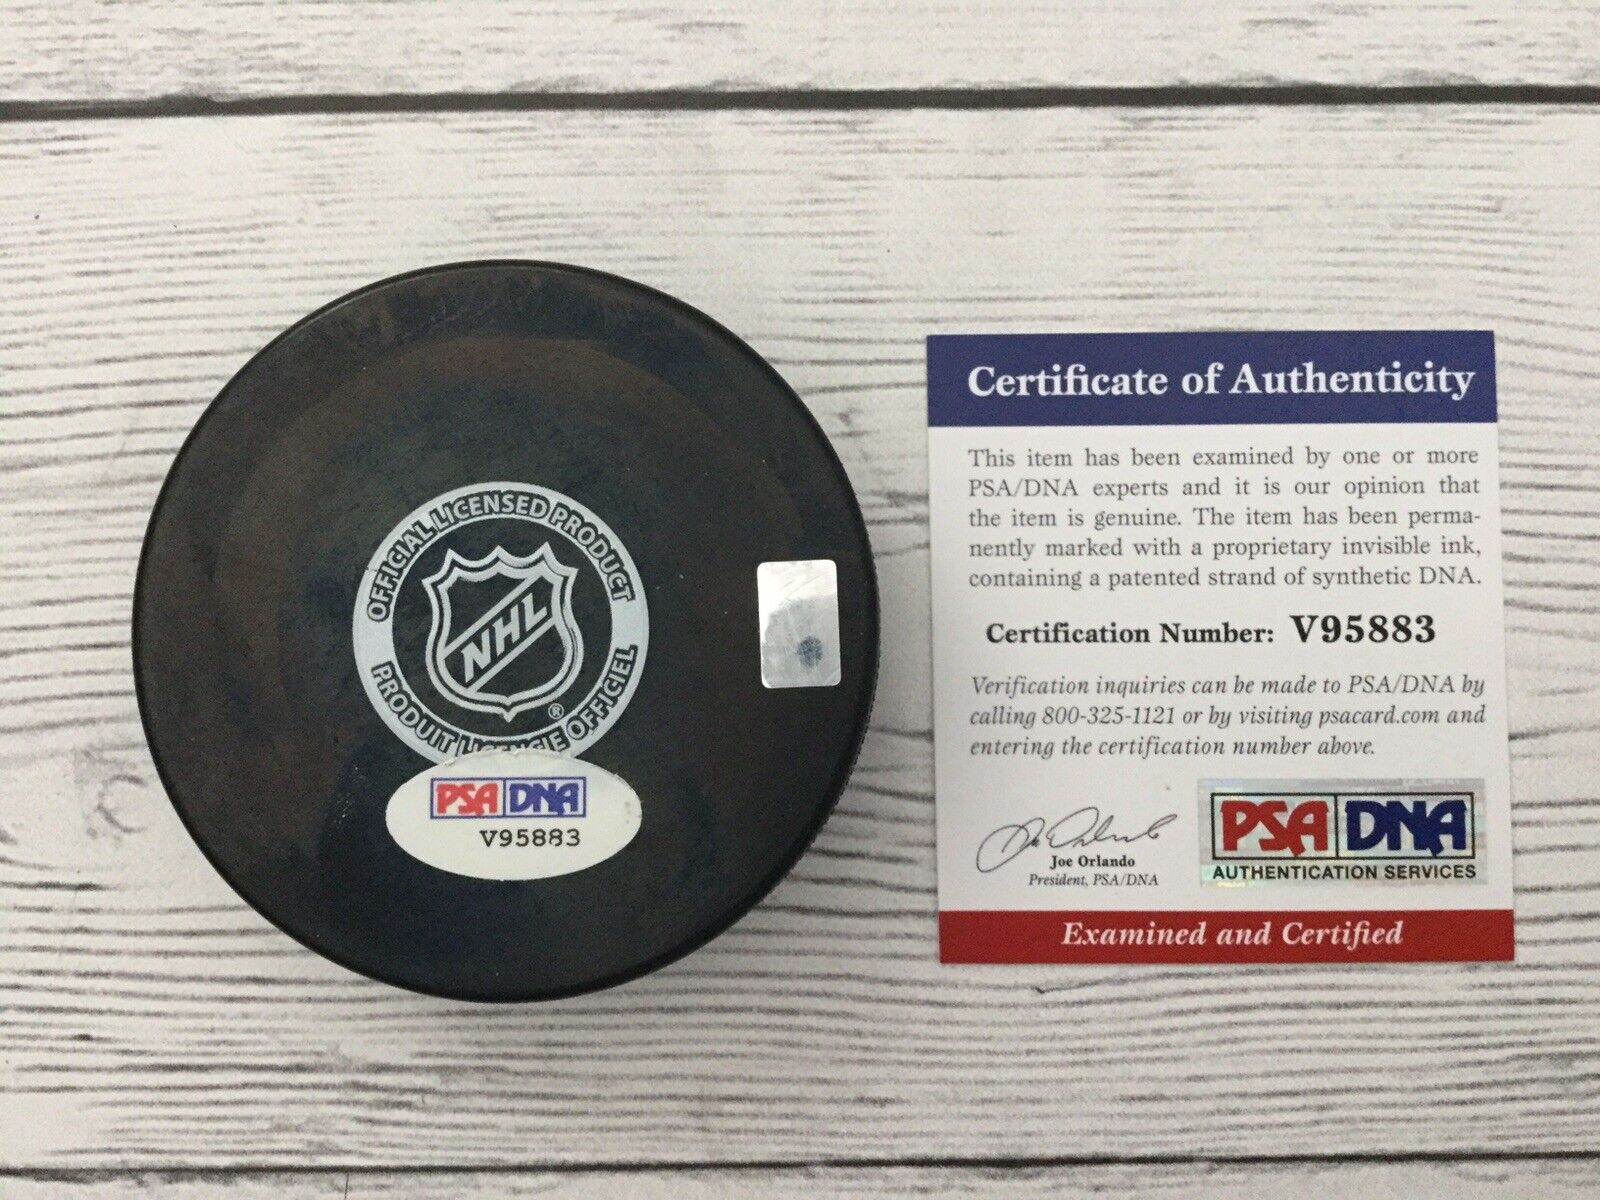 OFFICIAL LICENSED PRODUCT
NHL
®
PRODUIT LICENCIÉ OFFICIEL
PSA DNA
V95883
Certificate of Authenticity
This item has been examined by one or more
PSA/DNA experts and it is our opinion that
the item is genuine. The item has been perma-
nently marked with a proprietary invisible ink,
containing a patented strand of synthetic DNA.
Certification Number: V95883
Verification inquiries can be made to PSA/DNA by
calling 800-325-1121 or by visiting psacard.com and
entering the certification number above.
Joe Orlando
President, PSA/DNA
PSA DNA
AUTHENTICATION SERVICES
Examined and Certified